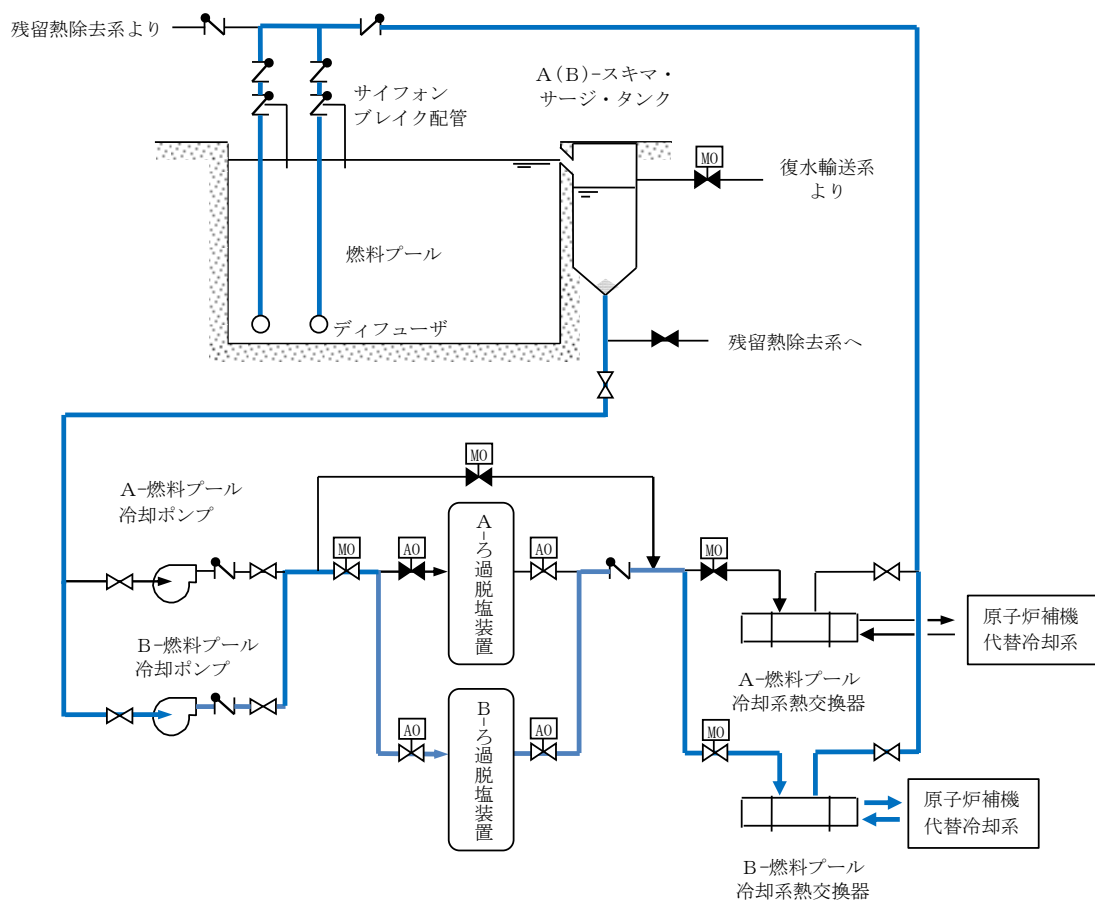 残留熱除去系より
A(B)-スキマ・
サージ・タンク
サイフォン
ブレイク配管
MO
復水輸送系
より
燃料プール
ディフューザ
残留熱除去系へ
MO
A-燃料プール
冷却ポンプ
MO
AO
A-ろ過脱塩装置
AO
MO
原子炉補機
代替冷却系
B-燃料プール
冷却ポンプ
A-燃料プール
冷却系熱交換器
AO
B-ろ過脱塩装置
AO
MO
原子炉補機
代替冷却系
B-燃料プール
冷却系熱交換器